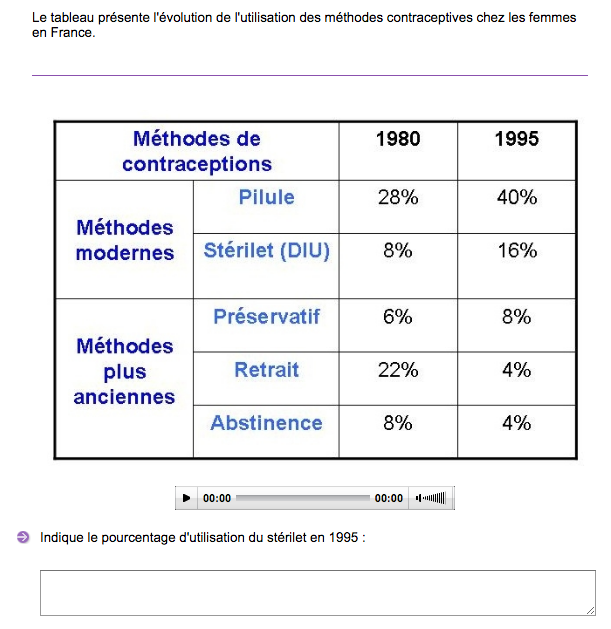 Le tableau présente l'évolution de l'utilisation des méthodes contraceptives chez les femmes
en France.
Méthodes de
contraceptions
1980
1995
Méthodes
modernes
Pilule
28%
40%
Stérilet (DIU)
8%
16%
Méthodes
plus
anciennes
Préservatif
6%
8%
Retrait
22%
4%
Abstinence
8%
4%
00:00
00:00
Indique le pourcentage d'utilisation du stérilet en 1995 :